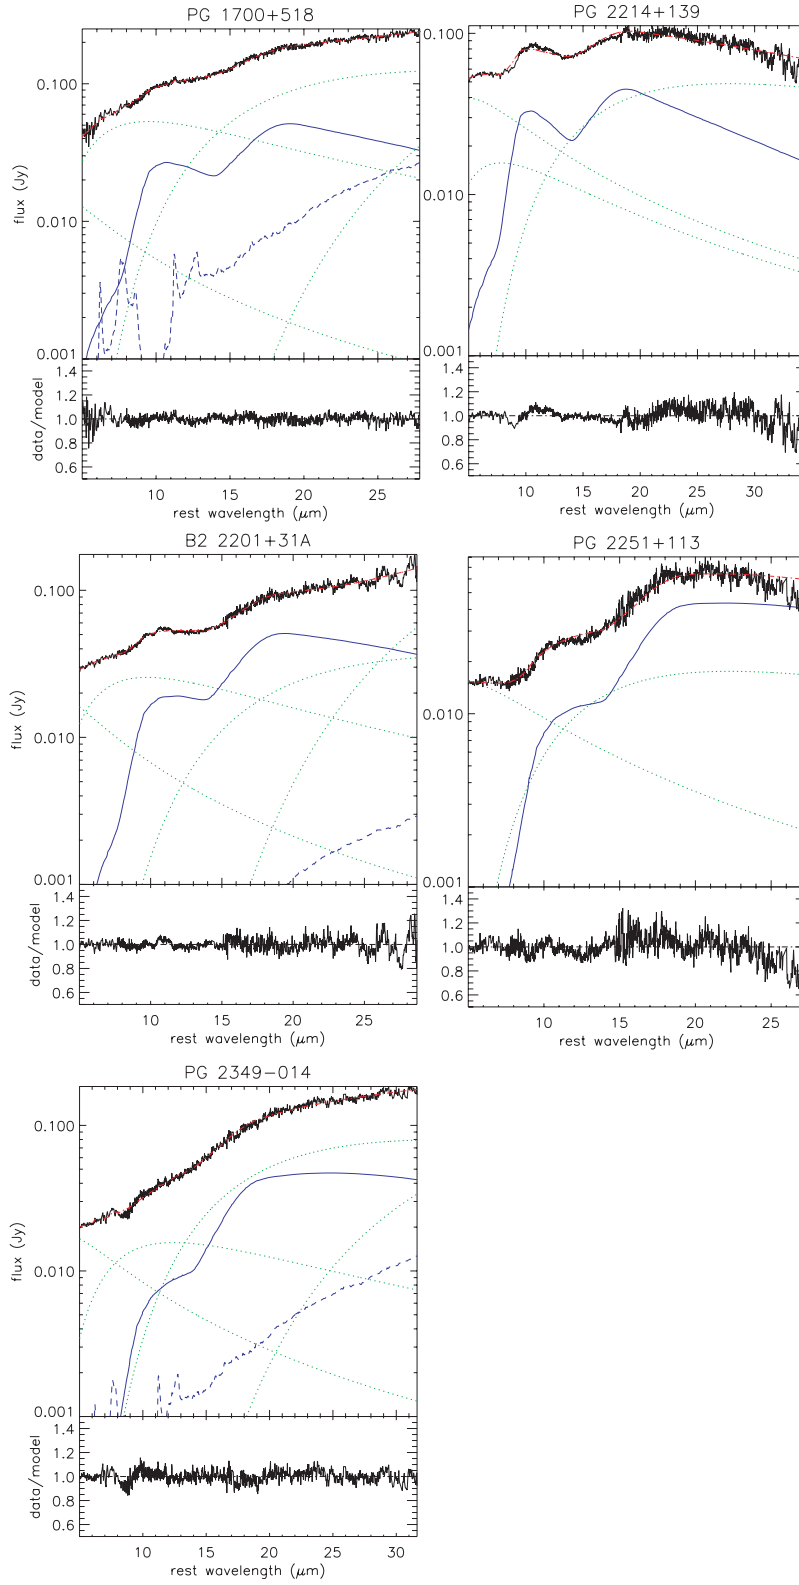 PG 1700+518
0.100
0.010
0.001
flux (Jy)
1.4
1.2
1.0
0.8
0.6
data/model
10 15 20 25
rest wavelength (μm)
PG 2214+139
0.100
0.010
0.001
1.4
1.2
1.0
0.8
0.6
10 15 20 25 30
rest wavelength (μm)
B2 2201+31A
0.100
0.010
0.001
flux (Jy)
1.4
1.2
1.0
0.8
0.6
data/model
10 15 20 25
rest wavelength (μm)
PG 2251+113
0.010
0.001
1.4
1.2
1.0
0.8
0.6
10 15 20 25
rest wavelength (μm)
PG 2349−014
0.100
0.010
0.001
flux (Jy)
1.4
1.2
1.0
0.8
0.6
data/model
10 15 20 25 30
rest wavelength (μm)